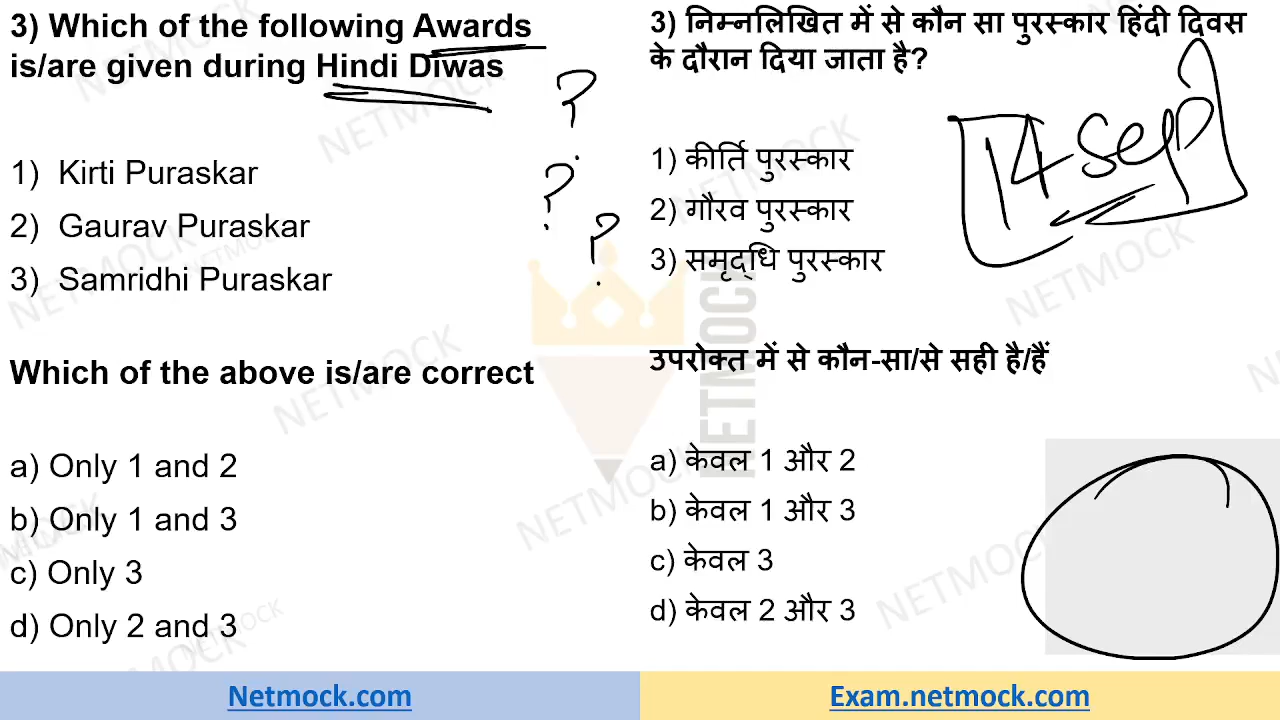 3) Which of the following Awards
is/are given during Hindi Diwas
1) Kirti Puraskar
2) Gaurav Puraskar
3) Samridhi Puraskar
Which of the above is/are correct
a) Only 1 and 2
b) Only 1 and 3
c) Only 3
d) Only 2 and 3
?
?
?
3) निम्नलिखित में से कौन सा पुरस्कार हिंदी दिवस
के दौरान दिया जाता है?
14 sep
1) कीर्ति पुरस्कार
2) गौरव पुरस्कार
3) समृद्धि पुरस्कार
उपरोक्त में से कौन-सा/से सही है/हैं
a) केवल 1 और 2
b) केवल 1 और 3
c) केवल 3
d) केवल 2 और 3
NETMOCK
Netmock.com
Exam.netmock.com